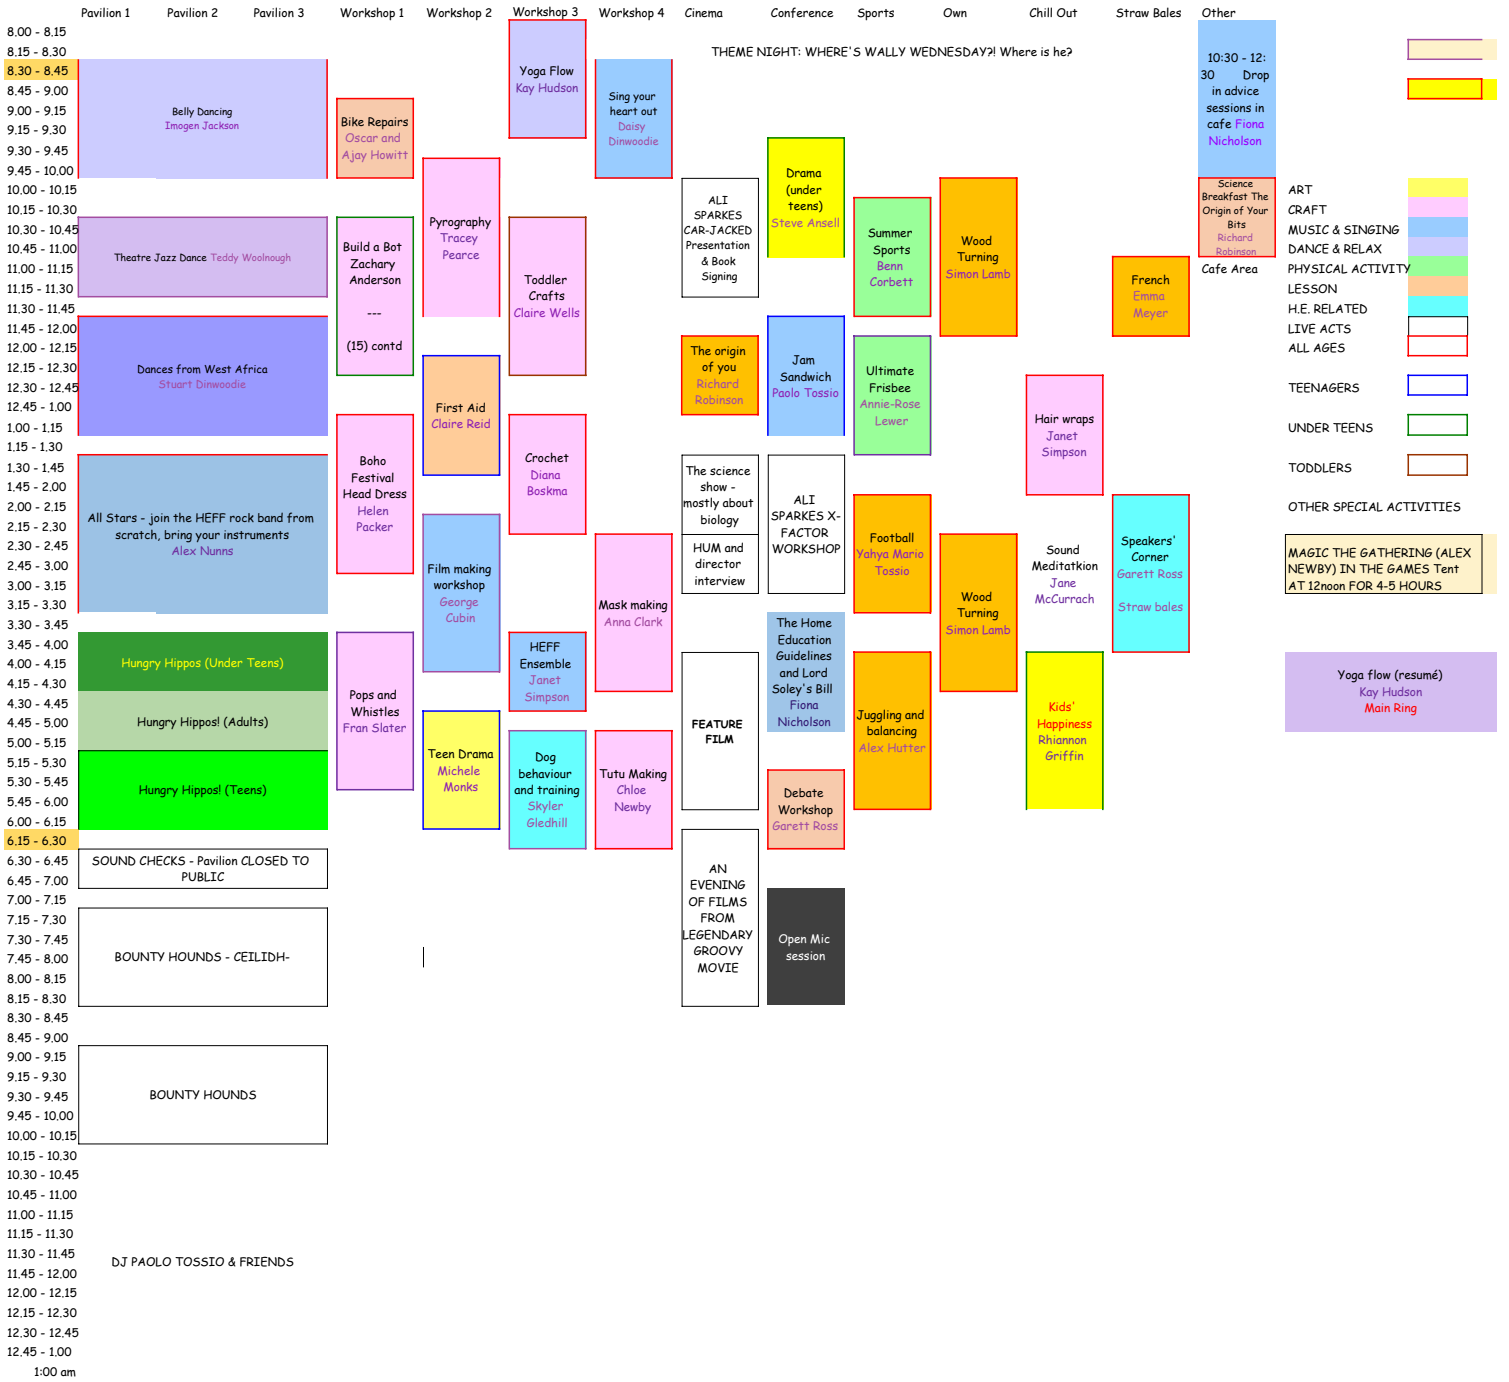 Pavilion 1 Pavilion 2 Pavilion 3 Workshop 1 Workshop 2 Workshop 3 Workshop 4 Cinema Conference Sports Own Chill Out Straw Bales Other
8.00 - 8.15
8.15 - 8.30
8.30 - 8.45
8.45 - 9.00
9.00 - 9.15
9.15 - 9.30
9.30 - 9.45
9.45 - 10.00
10.00 - 10.15
10.15 - 10.30
10.30 - 10.45
10.45 - 11.00
11.00 - 11.15
11.15 - 11.30
11.30 - 11.45
11.45 - 12.00
12.00 - 12.15
12.15 - 12.30
12.30 - 12.45
12.45 - 1.00
1.00 - 1.15
1.15 - 1.30
1.30 - 1.45
1.45 - 2.00
2.00 - 2.15
2.15 - 2.30
2.30 - 2.45
2.45 - 3.00
3.00 - 3.15
3.15 - 3.30
3.30 - 3.45
3.45 - 4.00
4.00 - 4.15
4.15 - 4.30
4.30 - 4.45
4.45 - 5.00
5.00 - 5.15
5.15 - 5.30
5.30 - 5.45
5.45 - 6.00
6.00 - 6.15
6.15 - 6.30
6.30 - 6.45
6.45 - 7.00
7.00 - 7.15
7.15 - 7.30
7.30 - 7.45
7.45 - 8.00
8.00 - 8.15
8.15 - 8.30
8.30 - 8.45
8.45 - 9.00
9.00 - 9.15
9.15 - 9.30
9.30 - 9.45
9.45 - 10.00
10.00 - 10.15
10.15 - 10.30
10.30 - 10.45
10.45 - 11.00
11.00 - 11.15
11.15 - 11.30
11.30 - 11.45
11.45 - 12.00
12.00 - 12.15
12.15 - 12.30
12.30 - 12.45
12.45 - 1.00
1:00 am
THEME NIGHT: WHERE'S WALLY WEDNESDAY?! Where is he?
Belly Dancing
Imogen Jackson
Theatre Jazz Dance Teddy Woolnough
Dances from West Africa
Stuart Dinwoodie
All Stars - join the HEFF rock band from
scratch, bring your instruments
Alex Nunns
Hungry Hippos (Under Teens)
Hungry Hippos! (Adults)
Hungry Hippos! (Teens)
SOUND CHECKS - Pavilion CLOSED TO
PUBLIC
BOUNTY HOUNDS - CEILIDH-
BOUNTY HOUNDS
DJ PAOLO TOSSIO & FRIENDS
Bike Repairs
Oscar and
Ajay Howitt
Build a Bot
Zachary
Anderson
---
(15) contd
Boho
Festival
Head Dress
Helen
Packer
Pops and
Whistles
Fran Slater
Pyrography
Tracey
Pearce
First Aid
Claire Reid
Film making
workshop
George
Cubin
Teen Drama
Michele
Monks
Yoga Flow
Kay Hudson
Toddler
Crafts
Claire Wells
Crochet
Diana
Boskma
HEFF
Ensemble
Janet
Simpson
Dog
behaviour
and training
Skyler
Gledhill
Sing your
heart out
Daisy
Dinwoodie
Mask making
Anna Clark
Tutu Making
Chloe
Newby
ALI
SPARKES
CAR-JACKED
Presentation
& Book
Signing
The origin
of you
Richard
Robinson
The science
show -
mostly about
biology
HUM and
director
interview
FEATURE
FILM
AN
EVENING
OF FILMS
FROM
LEGENDARY
GROOVY
MOVIE
Drama
(under
teens)
Steve Ansell
Jam
Sandwich
Paolo Tossio
ALI
SPARKES X-
FACTOR
WORKSHOP
The Home
Education
Guidelines
and Lord
Soley's Bill
Fiona
Nicholson
Debate
Workshop
Garett Ross
Open Mic
session
Summer
Sports
Benn
Corbett
Ultimate
Frisbee
Annie-Rose
Lewer
Football
Yahya Mario
Tossio
Juggling and
balancing
Alex Hutter
Wood
Turning
Simon Lamb
Wood
Turning
Simon Lamb
Hair wraps
Janet
Simpson
Sound
Meditatkion
Jane
McCurrach
Kids'
Happiness
Rhiannon
Griffin
French
Emma
Meyer
Speakers'
Corner
Garett Ross
Straw bales
10:30 - 12:
30 Drop
in advice
sessions in
cafe Fiona
Nicholson
Science
Breakfast The
Origin of Your
Bits
Richard
Robinson
Cafe Area
ART
CRAFT
MUSIC & SINGING
DANCE & RELAX
PHYSICAL ACTIVITY
LESSON
H.E. RELATED
LIVE ACTS
ALL AGES
TEENAGERS
UNDER TEENS
TODDLERS
OTHER SPECIAL ACTIVITIES
MAGIC THE GATHERING (ALEX
NEWBY) IN THE GAMES Tent
AT 12noon FOR 4-5 HOURS
Yoga flow (resumé)
Kay Hudson
Main Ring